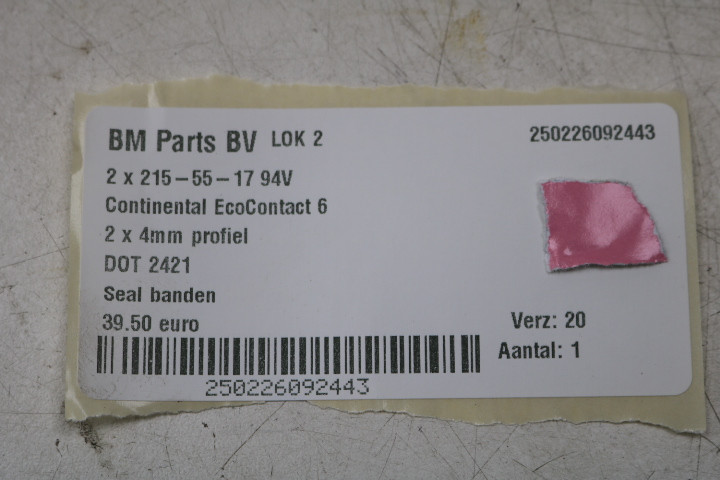 BM Parts BV LOK 2 250226092443
2 x 215-55-17 94V
Continental EcoContact 6
2 x 4mm profiel
DOT 2421
Seal banden
39.50 euro Verz: 20
Aantal: 1
250226092443